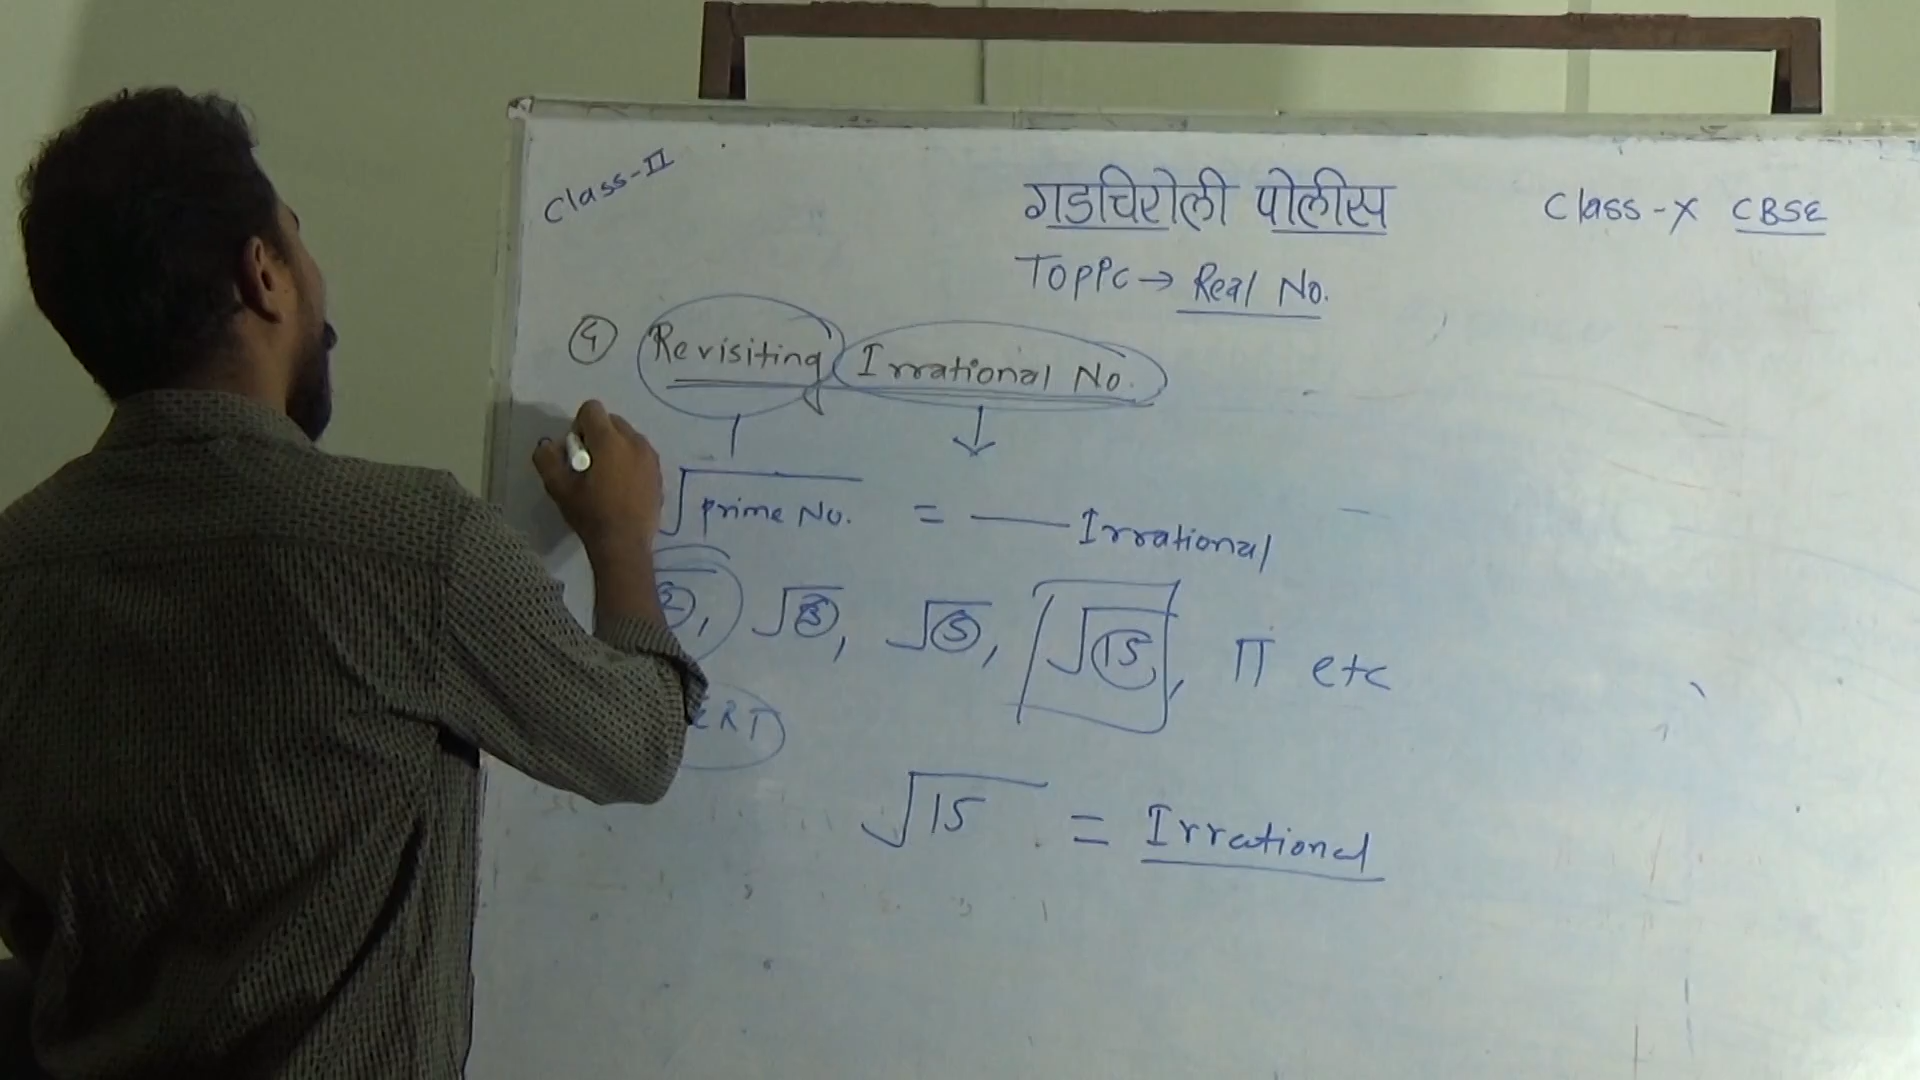 Class-II
गडचिरोली पोलीस
Class-X CBSE
Topic → Real No.
④ Revisiting Irrational No.
√prime No. = — Irrational
√3, √5, √15, π etc
√15 = Irrational